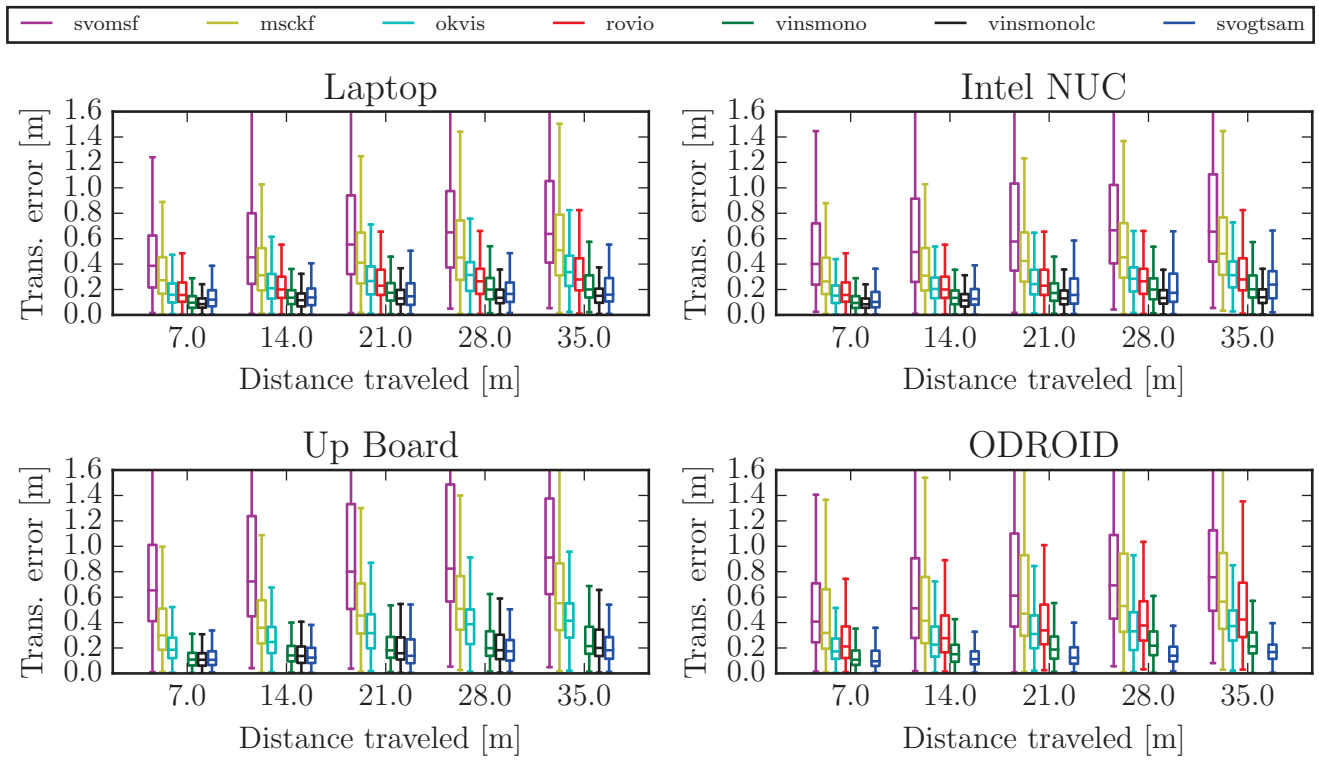 svomsf msckf okvis rovio vinsmono vinsmonolc svogtsam
Laptop
Trans. error [m]
1.6
1.4
1.2
1.0
0.8
0.6
0.4
0.2
0.0
7.0 14.0 21.0 28.0 35.0
Distance traveled [m]
Intel NUC
Trans. error [m]
1.6
1.4
1.2
1.0
0.8
0.6
0.4
0.2
0.0
7.0 14.0 21.0 28.0 35.0
Distance traveled [m]
Up Board
Trans. error [m]
1.6
1.4
1.2
1.0
0.8
0.6
0.4
0.2
0.0
7.0 14.0 21.0 28.0 35.0
Distance traveled [m]
ODROID
Trans. error [m]
1.6
1.4
1.2
1.0
0.8
0.6
0.4
0.2
0.0
7.0 14.0 21.0 28.0 35.0
Distance traveled [m]